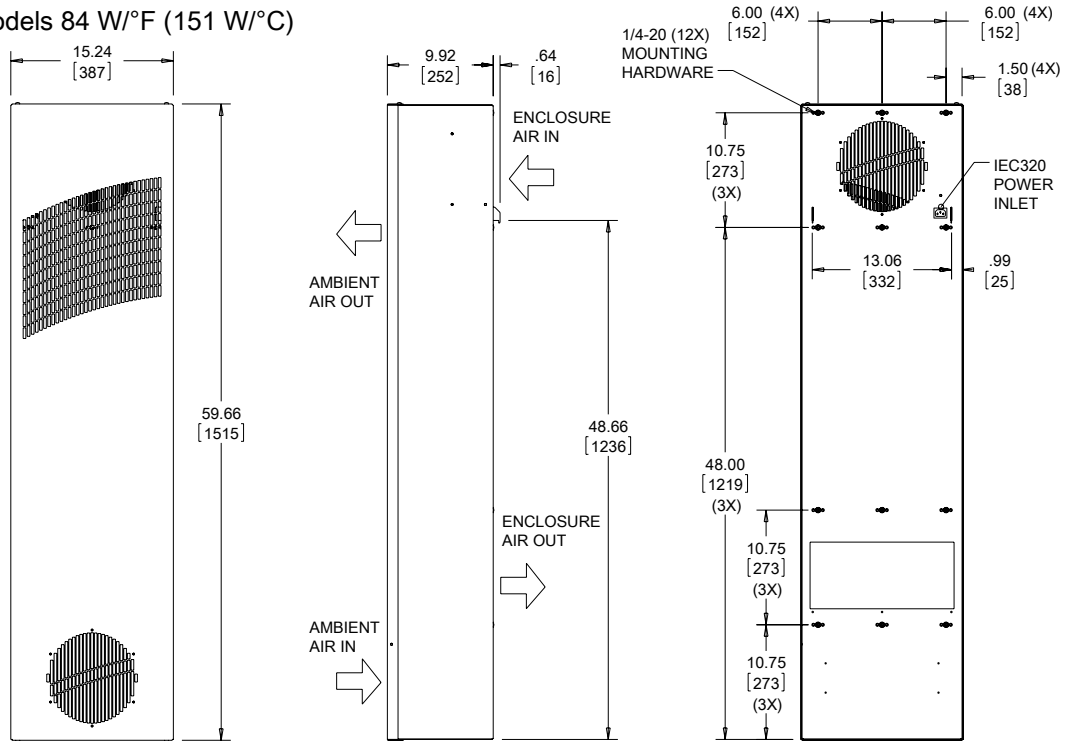 odels 84 W/°F (151 W/°C)
15.24
[387]
59.66
[1515]
9.92
[252]
.64
[16]
ENCLOSURE
AIR IN
AMBIENT
AIR OUT
48.66
[1236]
ENCLOSURE
AIR OUT
AMBIENT
AIR IN
1/4-20 (12X)
MOUNTING
HARDWARE
6.00 (4X)
[152]
6.00 (4X)
[152]
1.50 (4X)
[38]
10.75
[273]
(3X)
IEC320
POWER
INLET
13.06
[332]
.99
[25]
48.00
[1219]
(3X)
10.75
[273]
(3X)
10.75
[273]
(3X)